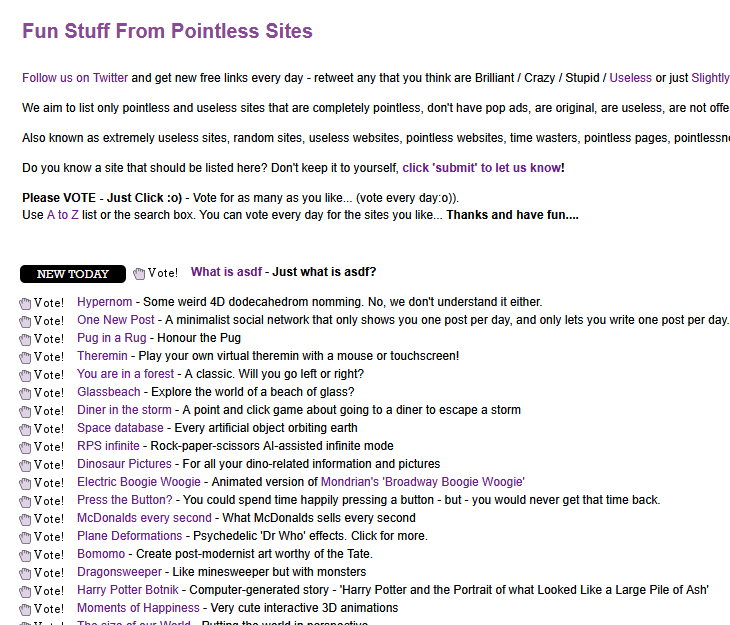 Fun Stuff From Pointless Sites
Follow us on Twitter and get new free links every day - retweet any that you think are Brilliant / Crazy / Stupid / Useless or just Slightly
We aim to list only pointless and useless sites that are completely pointless, don't have pop ads, are original, are useless, are not offe
Also known as extremely useless sites, random sites, useless websites, pointless websites, time wasters, pointless pages, pointlessn
Do you know a site that should be listed here? Don't keep it to yourself, click 'submit' to let us know!
Please VOTE - Just Click :o) - Vote for as many as you like... (vote every day:o)).
Use A to Z list or the search box. You can vote every day for the sites you like... Thanks and have fun....
NEW TODAY Vote! What is asdf - Just what is asdf?
Vote! Hypernom - Some weird 4D dodecahedrom nomming. No, we don't understand it either.
Vote! One New Post - A minimalist social network that only shows you one post per day, and only lets you write one post per day.
Vote! Pug in a Rug - Honour the Pug
Vote! Theremin - Play your own virtual theremin with a mouse or touchscreen!
Vote! You are in a forest - A classic. Will you go left or right?
Vote! Glassbeach - Explore the world of a beach of glass?
Vote! Diner in the storm - A point and click game about going to a diner to escape a storm
Vote! Space database - Every artificial object orbiting earth
Vote! RPS infinite - Rock-paper-scissors AI-assisted infinite mode
Vote! Dinosaur Pictures - For all your dino-related information and pictures
Vote! Electric Boogie Woogie - Animated version of Mondrian's 'Broadway Boogie Woogie'
Vote! Press the Button? - You could spend time happily pressing a button - but - you would never get that time back.
Vote! McDonalds every second - What McDonalds sells every second
Vote! Plane Deformations - Psychedelic 'Dr Who' effects. Click for more.
Vote! Bomomo - Create post-modernist art worthy of the Tate.
Vote! Dragonsweeper - Like minesweeper but with monsters
Vote! Harry Potter Botnik - Computer-generated story - 'Harry Potter and the Portrait of what Looked Like a Large Pile of Ash'
Vote! Moments of Happiness - Very cute interactive 3D animations
Vote! The size of our World - Putting the world in perspective